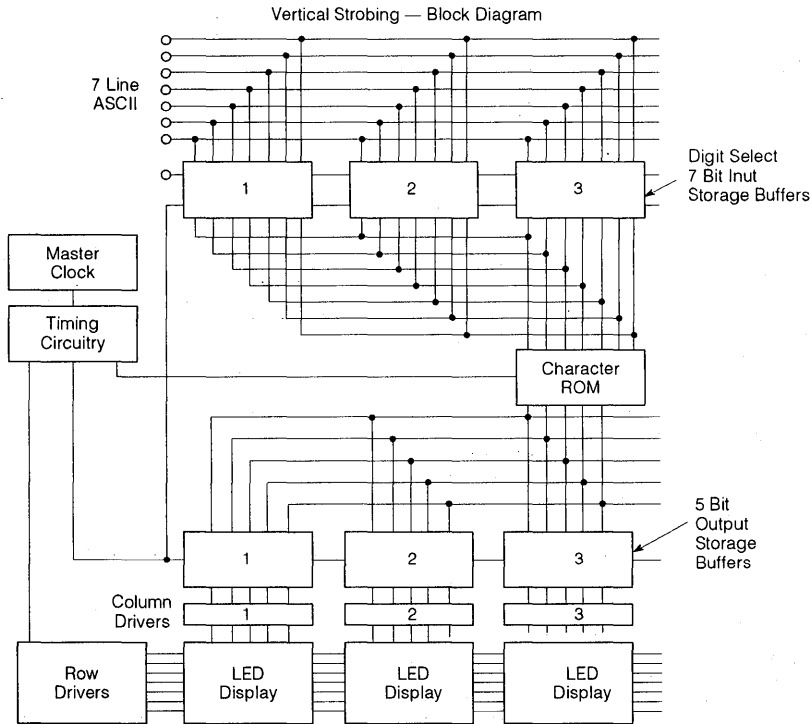 Vertical Strobing — Block Diagram
7 Line
ASCII
1
2
3
Digit Select
7 Bit Inut
Storage Buffers
Master
Clock
Timing
Circuitry
Character
ROM
5 Bit
Output
Storage
Buffers
1
2
3
Column
Drivers
1
2
3
Row
Drivers
LED
Display
LED
Display
LED
Display